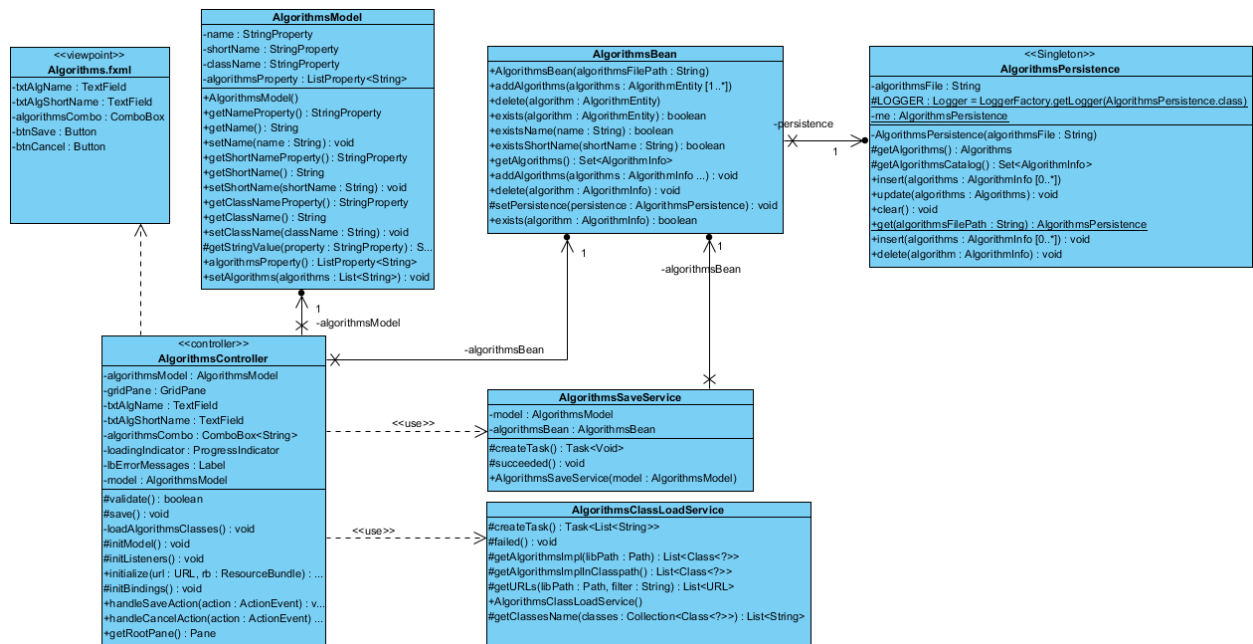 <<viewpoint>>
Algorithms.fxml
-txtAlgName : TextField
-txtAlgShortName : TextField
-algorithmsCombo : ComboBox
-btnSave : Button
-btnCancel : Button
AlgorithmsModel
-name : StringProperty
-shortName : StringProperty
-className : StringProperty
-algorithmsProperty : ListProperty<String>
+AlgorithmsModel()
+getNameProperty() : StringProperty
+getName() : String
+setName(name : String) : void
+getShortNameProperty() : StringProperty
+getShortName() : String
+setShortName(shortName : String) : void
+getClassNameProperty() : StringProperty
+getClassName() : String
+setClassName(className : String) : void
#getStringValue(property : StringProperty) : S...
+algorithmsProperty() : ListProperty<String>
+setAlgorithms(algorithms : List<String>) : void
AlgorithmsBean
+AlgorithmsBean(algorithmsFilePath : String)
+addAlgorithms(algorithms : AlgorithmEntity [1..*])
+delete(algorithm : AlgorithmEntity)
+exists(algorithm : AlgorithmEntity) : boolean
+existsName(name : String) : boolean
+existsShortName(shortName : String) : boolean
+getAlgorithms() : Set<AlgorithmInfo>
+addAlgorithms(algorithms : AlgorithmInfo ...) : void
+delete(algorithm : AlgorithmInfo) : void
#setPersistence(persistence : AlgorithmsPersistence) : void
+exists(algorithm : AlgorithmInfo) : boolean
-persistence
1
<<Singleton>>
AlgorithmsPersistence
-algorithmsFile : String
#LOGGER : Logger = LoggerFactory.getLogger(AlgorithmsPersistence.class)
-me : AlgorithmsPersistence
-AlgorithmsPersistence(algorithmsFile : String)
#getAlgorithms() : Algorithms
#getAlgorithmsCatalog() : Set<AlgorithmInfo>
+insert(algorithms : AlgorithmInfo [0..*])
+update(algorithms : Algorithms) : void
+clear() : void
+get(algorithmsFilePath : String) : AlgorithmsPersistence
+insert(algorithms : AlgorithmInfo [0..*]) : void
+delete(algorithm : AlgorithmInfo) : void
1
-algorithmsModel
1
-algorithmsBean
1
-algorithmsBean
<<controller>>
AlgorithmsController
-algorithmsModel : AlgorithmsModel
-gridPane : GridPane
-txtAlgName : TextField
-txtAlgShortName : TextField
-algorithmsCombo : ComboBox<String>
-loadingIndicator : ProgressIndicator
-lbErrorMessages : Label
-model : AlgorithmsModel
#validate() : boolean
#save() : void
-loadAlgorithmsClasses() : void
#initModel() : void
#initListeners() : void
+initialize(url : URL, rb : ResourceBundle) : ...
#initBindings() : void
+handleSaveAction(action : ActionEvent) : v...
+handleCancelAction(action : ActionEvent) ...
+getRootPane() : Pane
<<use>>
<<use>>
AlgorithmsSaveService
-model : AlgorithmsModel
-algorithmsBean : AlgorithmsBean
#createTask() : Task<Void>
#succeeded() : void
+AlgorithmsSaveService(model : AlgorithmsModel)
AlgorithmsClassLoadService
#createTask() : Task<List<String>>
#failed() : void
#getAlgorithmsImpl(libPath : Path) : List<Class<?>>
#getAlgorithmsImplInClasspath() : List<Class<?>>
#getURLs(libPath : Path, filter : String) : List<URL>
+AlgorithmsClassLoadService()
#getClassesName(classes : Collection<Class<?>>) : List<String>